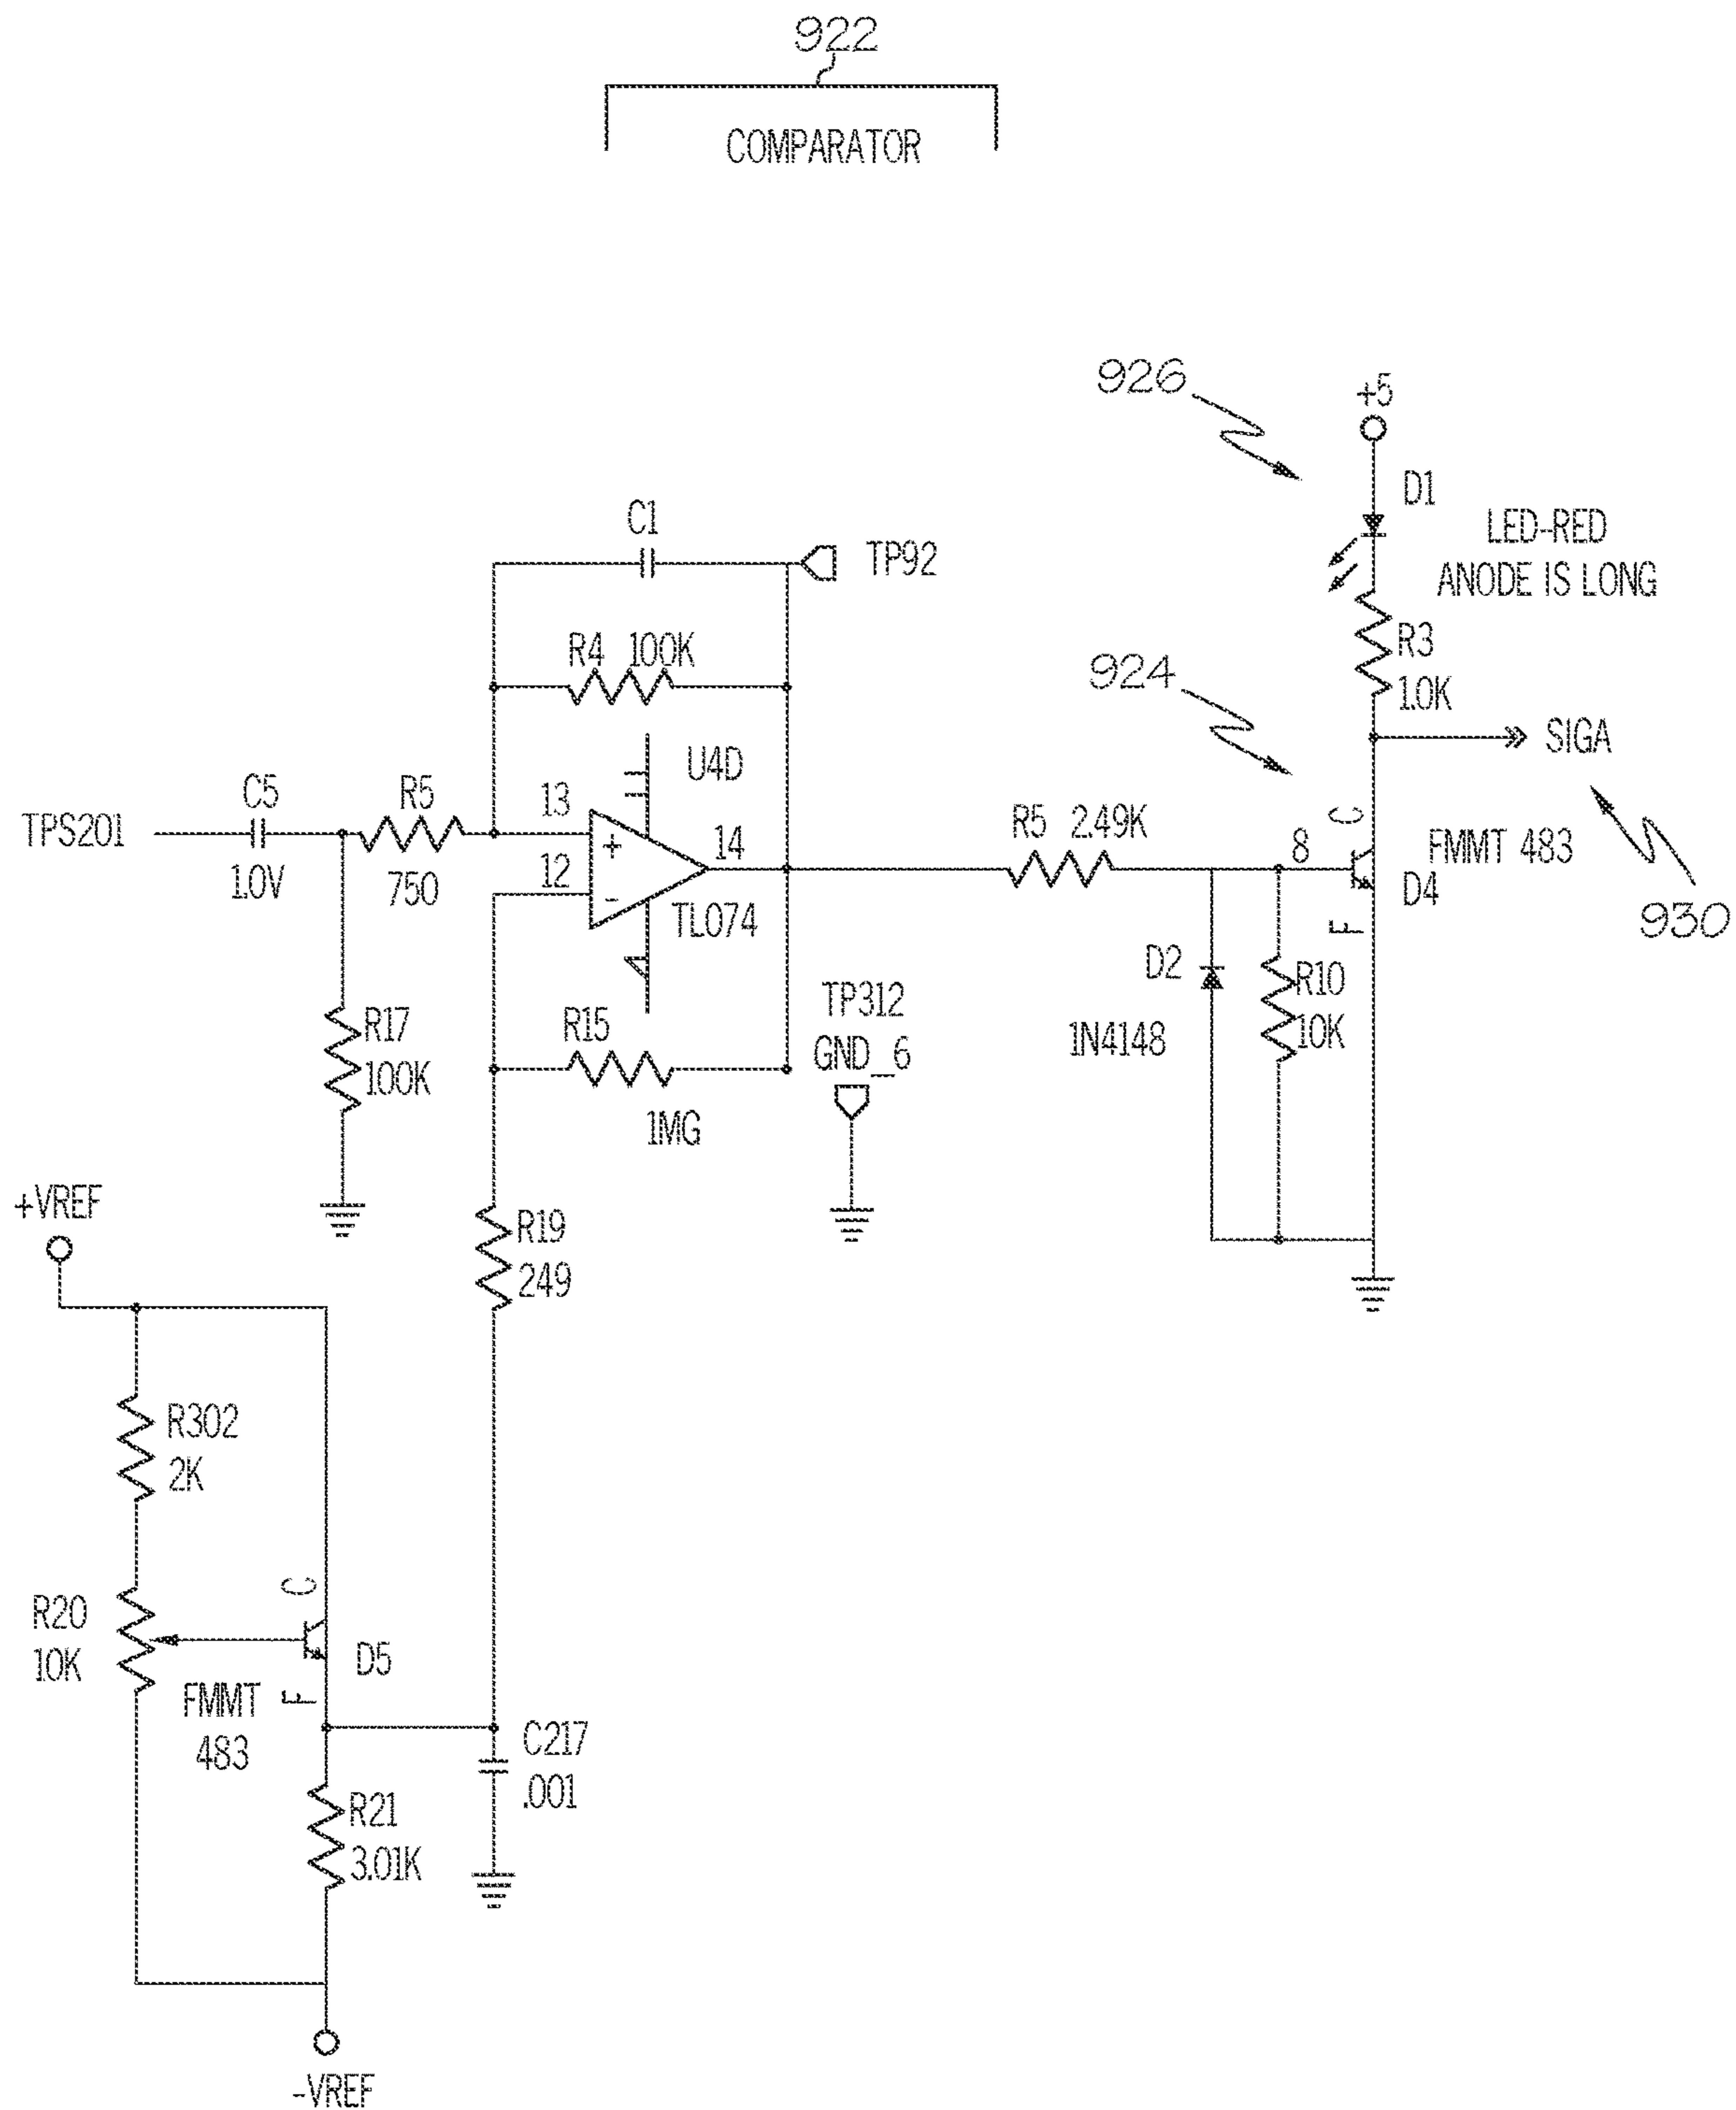 922
COMPARATOR
926
+5
D1
LED-RED
ANODE IS LONG
C1
TP92
R4 100K
R3
1.0K
924
SIGA
U4D
C5
R5
13
TPS201
+
14
R5 2.49K
8
C
FMMT 483
1.0V
750
12
-
TL074
D4
930
F
D2
R10
10K
TP312
GND_6
1N4148
R17
100K
R15
1MG
+VREF
R19
249
R302
2K
C
R20
10K
D5
FMMT
483
F
C217
.001
R21
3.01K
-VREF